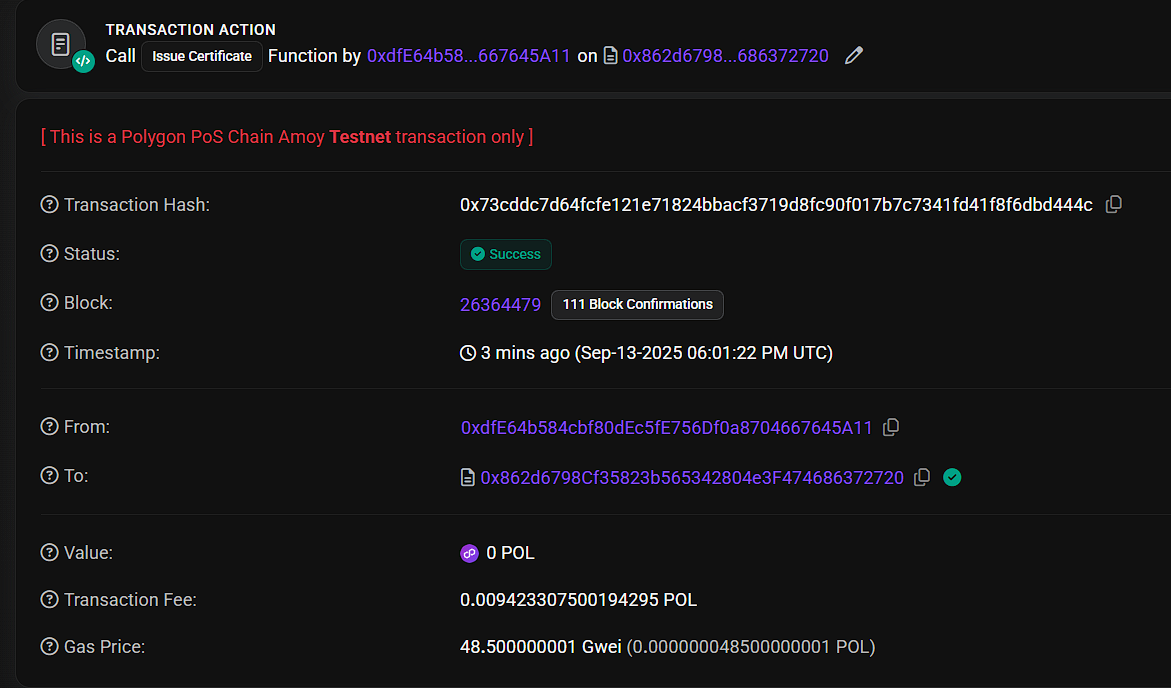 TRANSACTION ACTION
Call Issue Certificate Function by 0xdfE64b58...667645A11 on 0x862d6798...686372720
[ This is a Polygon PoS Chain Amoy Testnet transaction only ]
Transaction Hash: 0x73cddc7d64fcfe121e71824bbacf3719d8fc90f017b7c7341fd41f8f6dbd444c
Status: Success
Block: 26364479 111 Block Confirmations
Timestamp: 3 mins ago (Sep-13-2025 06:01:22 PM UTC)
From: 0xdfE64b584cbf80dEc5fE756Df0a8704667645A11
To: 0x862d6798Cf35823b565342804e3F474686372720
Value: 0 POL
Transaction Fee: 0.009423307500194295 POL
Gas Price: 48.500000001 Gwei (0.000000048500000001 POL)